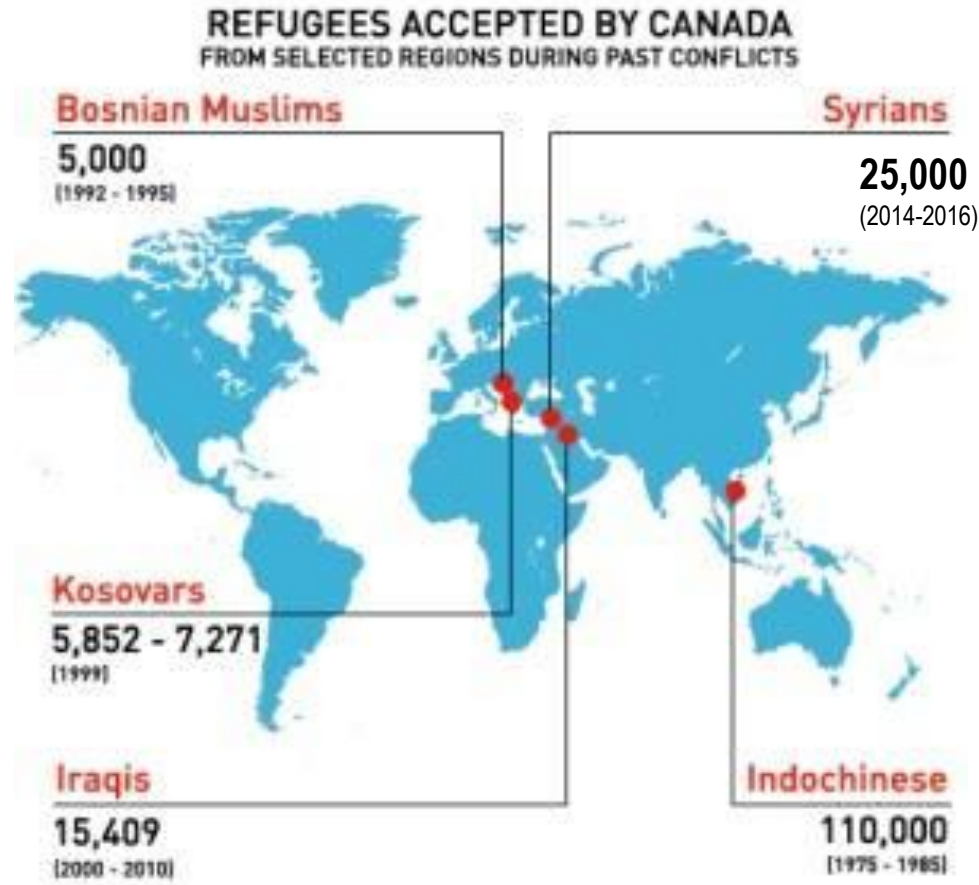 REFUGEES ACCEPTED BY CANADA
FROM SELECTED REGIONS DURING PAST CONFLICTS
Bosnian Muslims
5,000
(1992 - 1995)
Syrians
25,000
(2014-2016)
Kosovars
5,852 - 7,271
(1999)
Iraqis
15,409
(2000 - 2010)
Indochinese
110,000
(1975 - 1985)